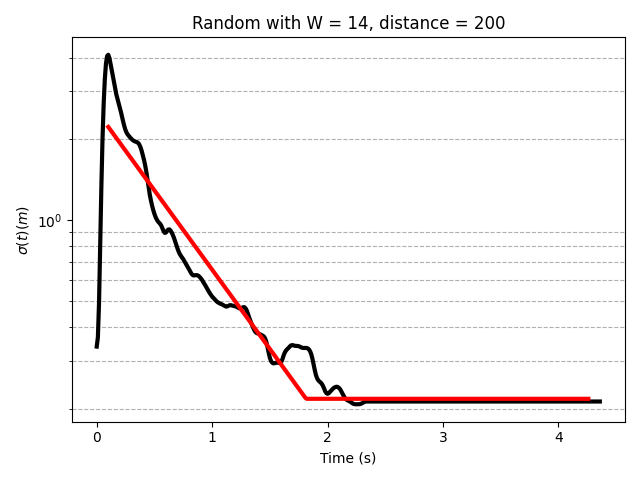 Random with W = 14, distance = 200
σ(t)(m)
10⁰
0 1 2 3 4
Time (s)